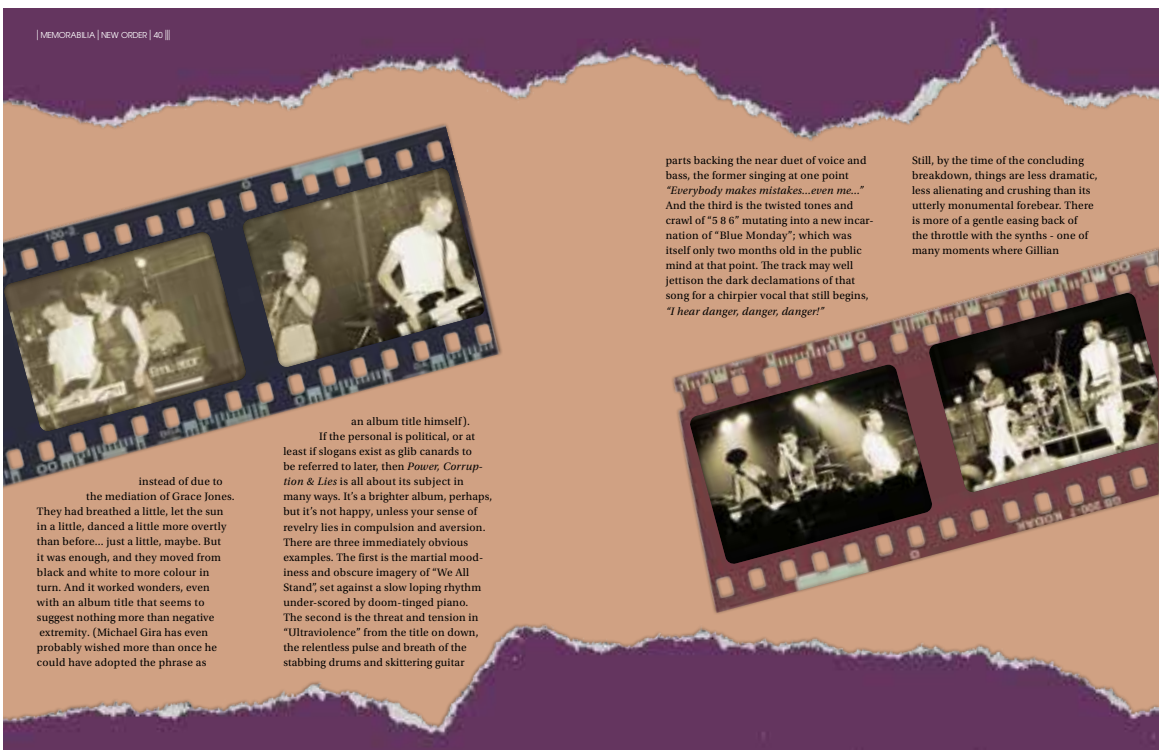 | MEMORABILIA | NEW ORDER | 40 |||
instead of due to
the mediation of Grace Jones.
They had breathed a little, let the sun
in a little, danced a little more overtly
than before... just a little, maybe. But
it was enough, and they moved from
black and white to more colour in
turn. And it worked wonders, even
with an album title that seems to
suggest nothing more than negative
extremity. (Michael Gira has even
probably wished more than once he
could have adopted the phrase as
an album title himself).
If the personal is political, or at
least if slogans exist as glib canards to
be referred to later, then Power, Corrup-
tion & Lies is all about its subject in
many ways. It's a brighter album, perhaps,
but it's not happy, unless your sense of
revelry lies in compulsion and aversion.
There are three immediately obvious
examples. The first is the martial mood-
iness and obscure imagery of “We All
Stand”, set against a slow loping rhythm
under-scored by doom-tinged piano.
The second is the threat and tension in
“Ultraviolence” from the title on down,
the relentless pulse and breath of the
stabbing drums and skittering guitar
parts backing the near duet of voice and
bass, the former singing at one point
“Everybody makes mistakes...even me...”
And the third is the twisted tones and
crawl of “5 8 6” mutating into a new incar-
nation of “Blue Monday”; which was
itself only two months old in the public
mind at that point. The track may well
jettison the dark declamations of that
song for a chirpier vocal that still begins,
“I hear danger, danger, danger!”
Still, by the time of the concluding
breakdown, things are less dramatic,
less alienating and crushing than its
utterly monumental forebear. There
is more of a gentle easing back of
the throttle with the synths - one of
many moments where Gillian
KODAK